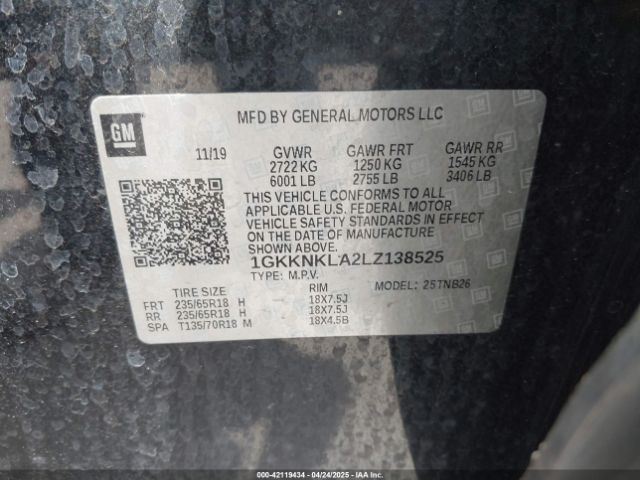 MFD BY GENERAL MOTORS LLC
GM
11/19 GVWR GAWR FRT GAWR RR
2722 KG 1250 KG 1545 KG
6001 LB 2755 LB 3406 LB
THIS VEHICLE CONFORMS TO ALL
APPLICABLE U.S. FEDERAL MOTOR
VEHICLE SAFETY STANDARDS IN EFFECT
ON THE DATE OF MANUFACTURE
SHOWN ABOVE.
1GKKNKLA2LZ138525
TYPE: M.P.V. MODEL: 25TNB26
TIRE SIZE RIM
FRT 235/65R18 H 18X7.5J
RR 235/65R18 H 18X7.5J
SPA T135/70R18 M 18X4.5B
000-42119434 - 04/24/2025 - IAAI.COM